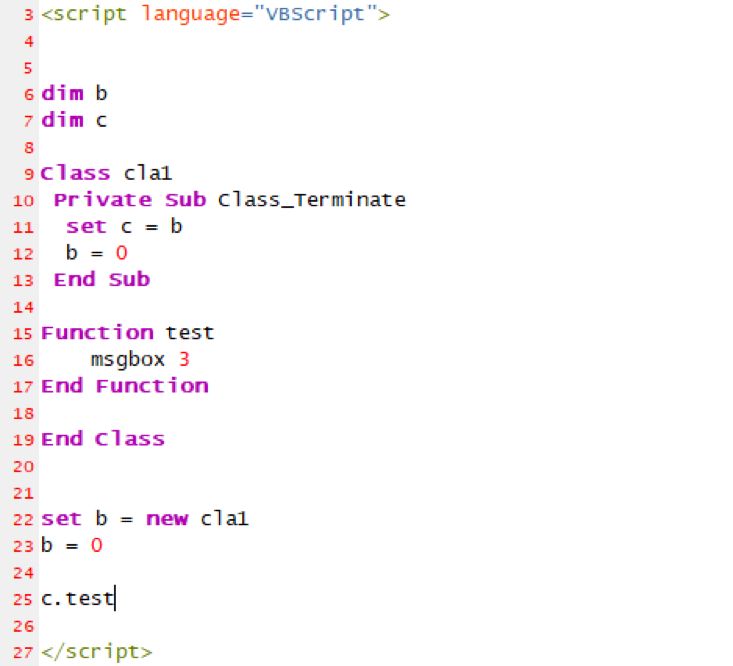 3 <script language="VBScript">
4
5
6 dim b
7 dim c
8
9 Class cla1
10  Private Sub Class_Terminate
11   set c = b
12   b = 0
13  End Sub
14
15 Function test
16     msgbox 3
17 End Function
18
19 End Class
20
21
22 set b = new cla1
23 b = 0
24
25 c.test
26
27 </script>